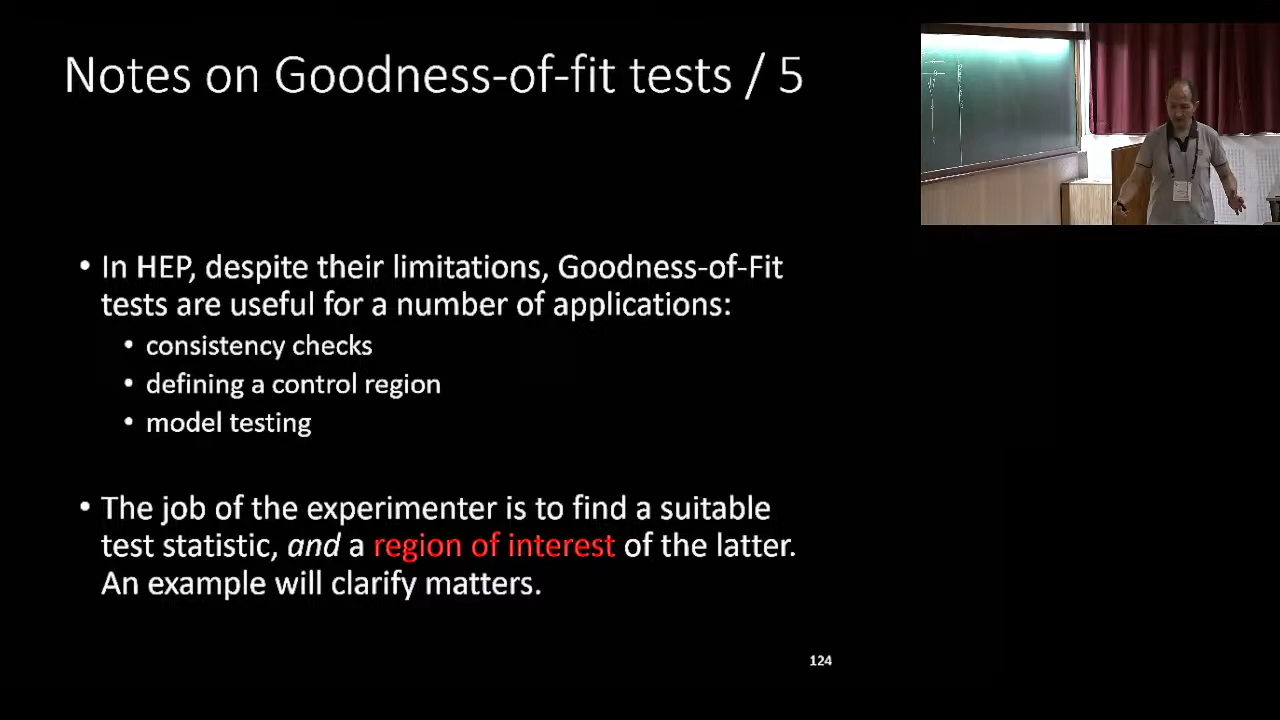 Notes on Goodness-of-fit tests / 5
• In HEP, despite their limitations, Goodness-of-Fit
tests are useful for a number of applications:
• consistency checks
• defining a control region
• model testing
• The job of the experimenter is to find a suitable
test statistic, and a region of interest of the latter.
An example will clarify matters.
124